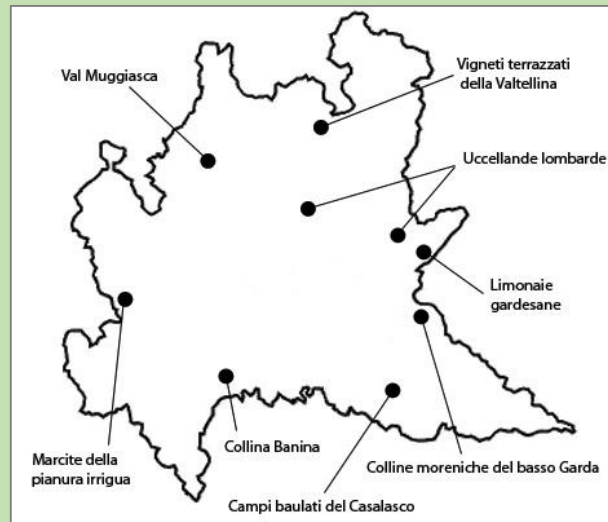 Val Muggiasca
Vigneti terrazzati
della Valtellina
Uccellande lombarde
Limonaie
gardesane
Marcite della
pianura irrigua
Collina Banina
Colline moreniche del basso Garda
Campi baulati del Casalasco